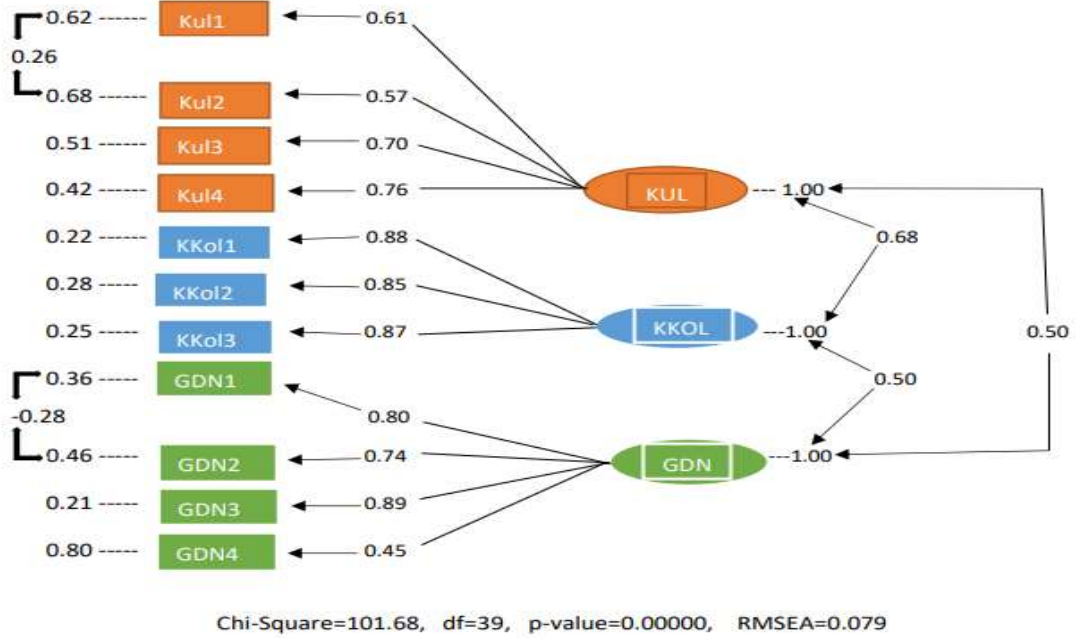 0.62 ------ Kul1 0.61
0.26
0.68 ------ Kul2 0.57
0.51 ------ Kul3 0.70
0.42 ------ Kul4 0.76 KUL --- 1.00
0.22 ----- KKol1 0.88 0.68
0.28 ----- KKol2 0.85
0.25 ----- KKol3 0.87 KKOL ---1.00 0.50
0.36 ----- GDN1 0.50
-0.28 0.80
0.46 ----- GDN2 0.74 GDN ---1.00
0.21 ----- GDN3 0.89
0.80 ----- GDN4 0.45
Chi-Square=101.68, df=39, p-value=0.00000, RMSEA=0.079